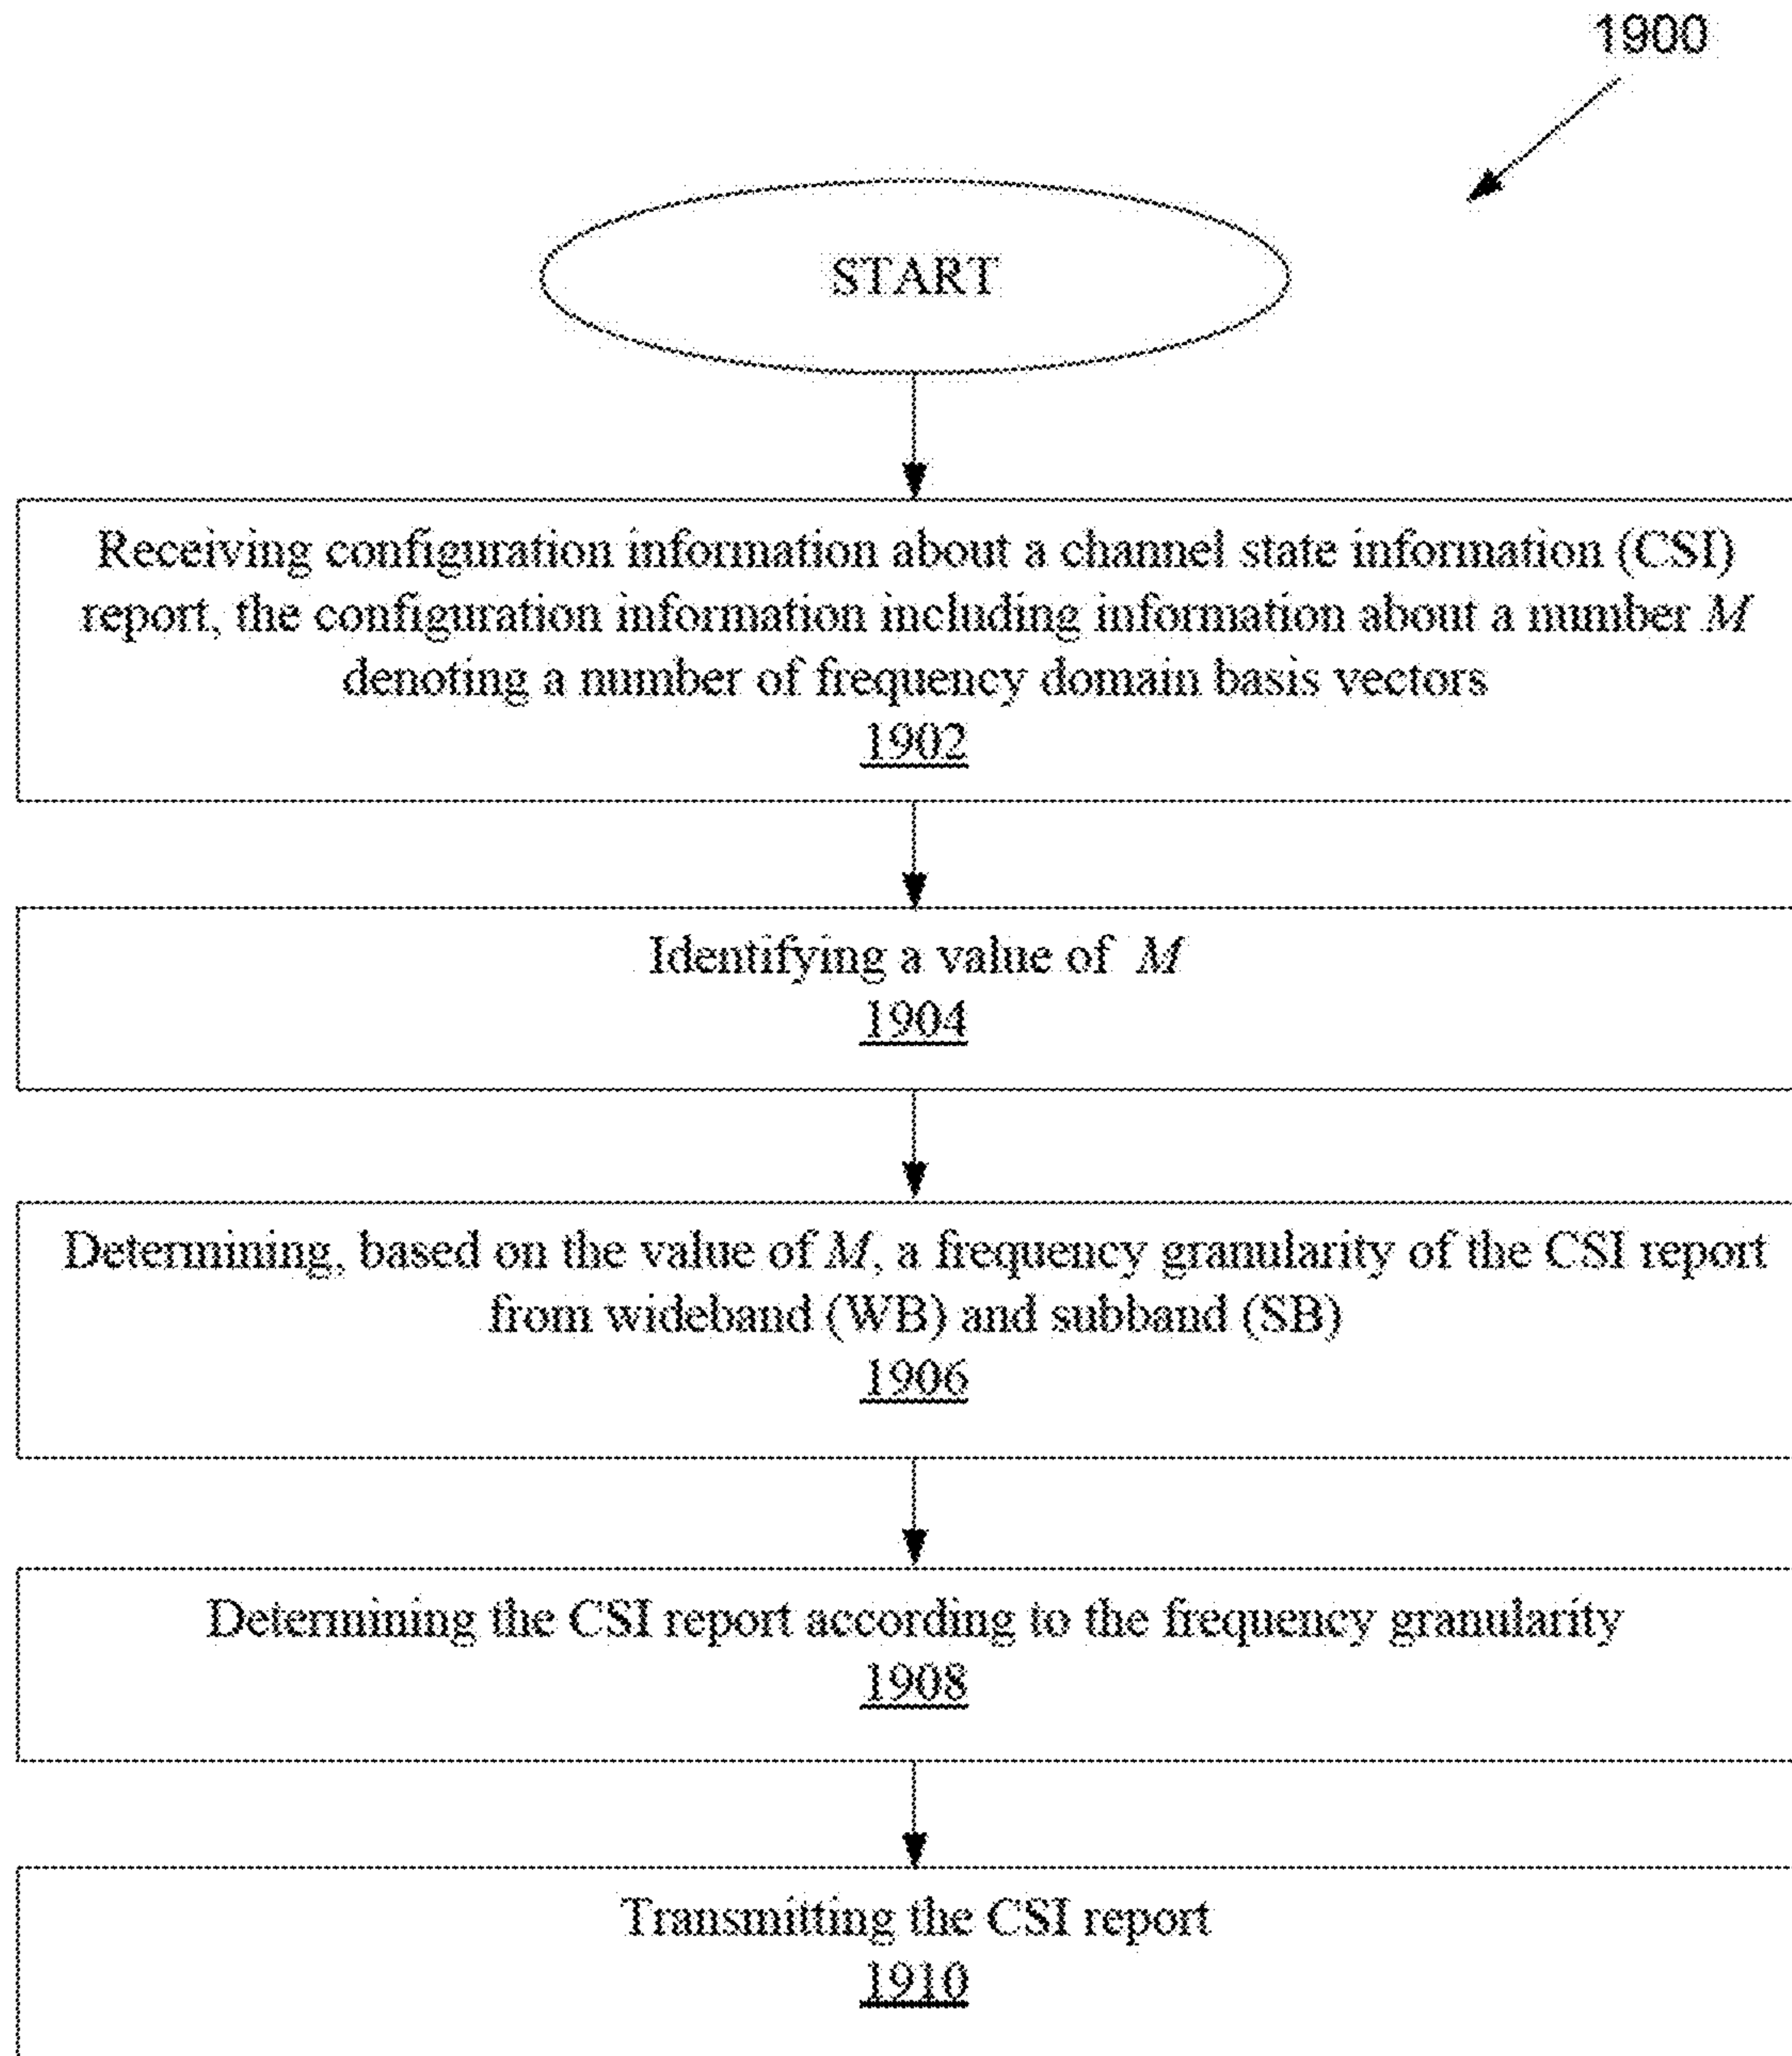 1900
START
Receiving configuration information about a channel state information (CSI)
report, the configuration information including information about a number M
denoting a number of frequency domain basis vectors
1902
Identifying a value of M
1904
Determining, based on the value of M, a frequency granularity of the CSI report
from wideband (WB) and subband (SB)
1906
Determining the CSI report according to the frequency granularity
1908
Transmitting the CSI report
1910